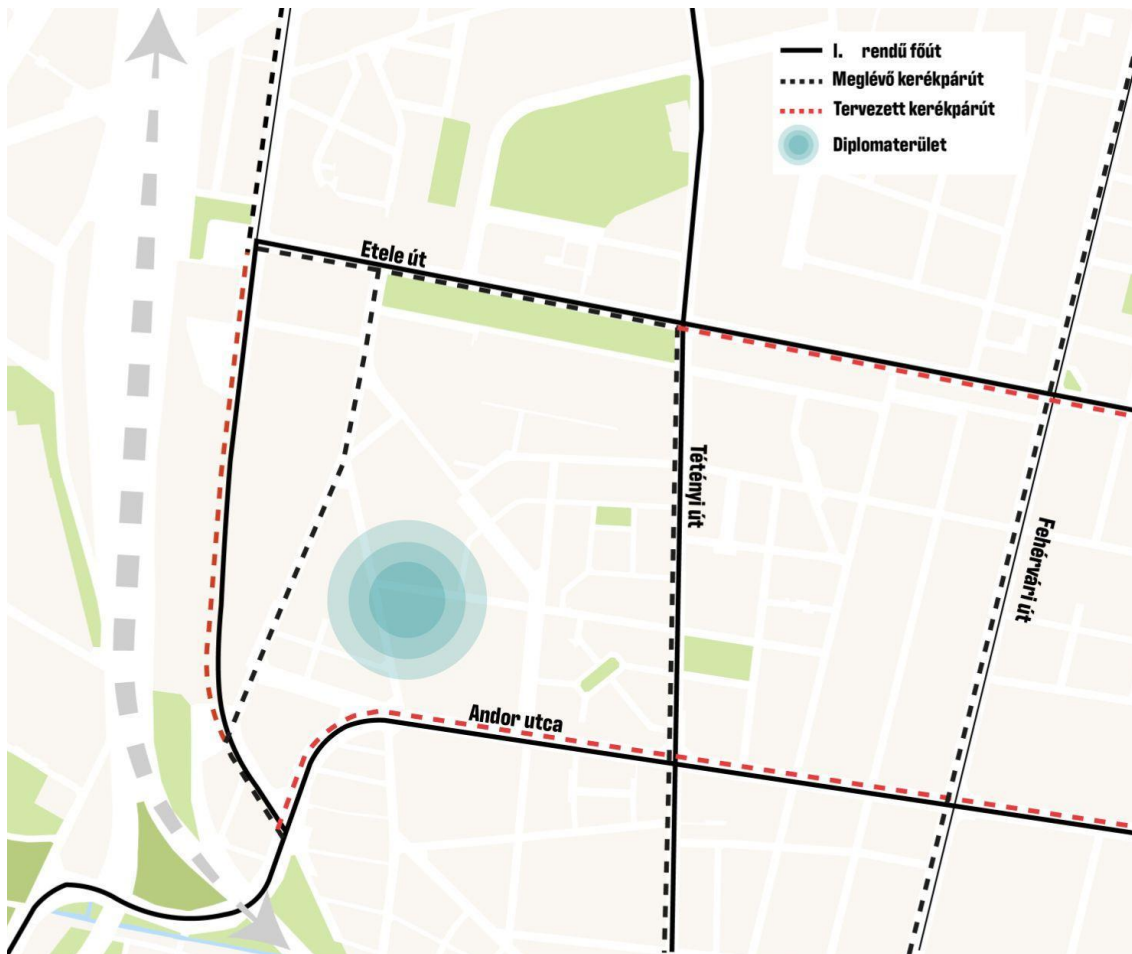 I. rendű főút
Meglévő kerékpárút
Tervezett kerékpárút
Diplomaterület
Etele út
Tétényi út
Fehérvári út
Andor utca